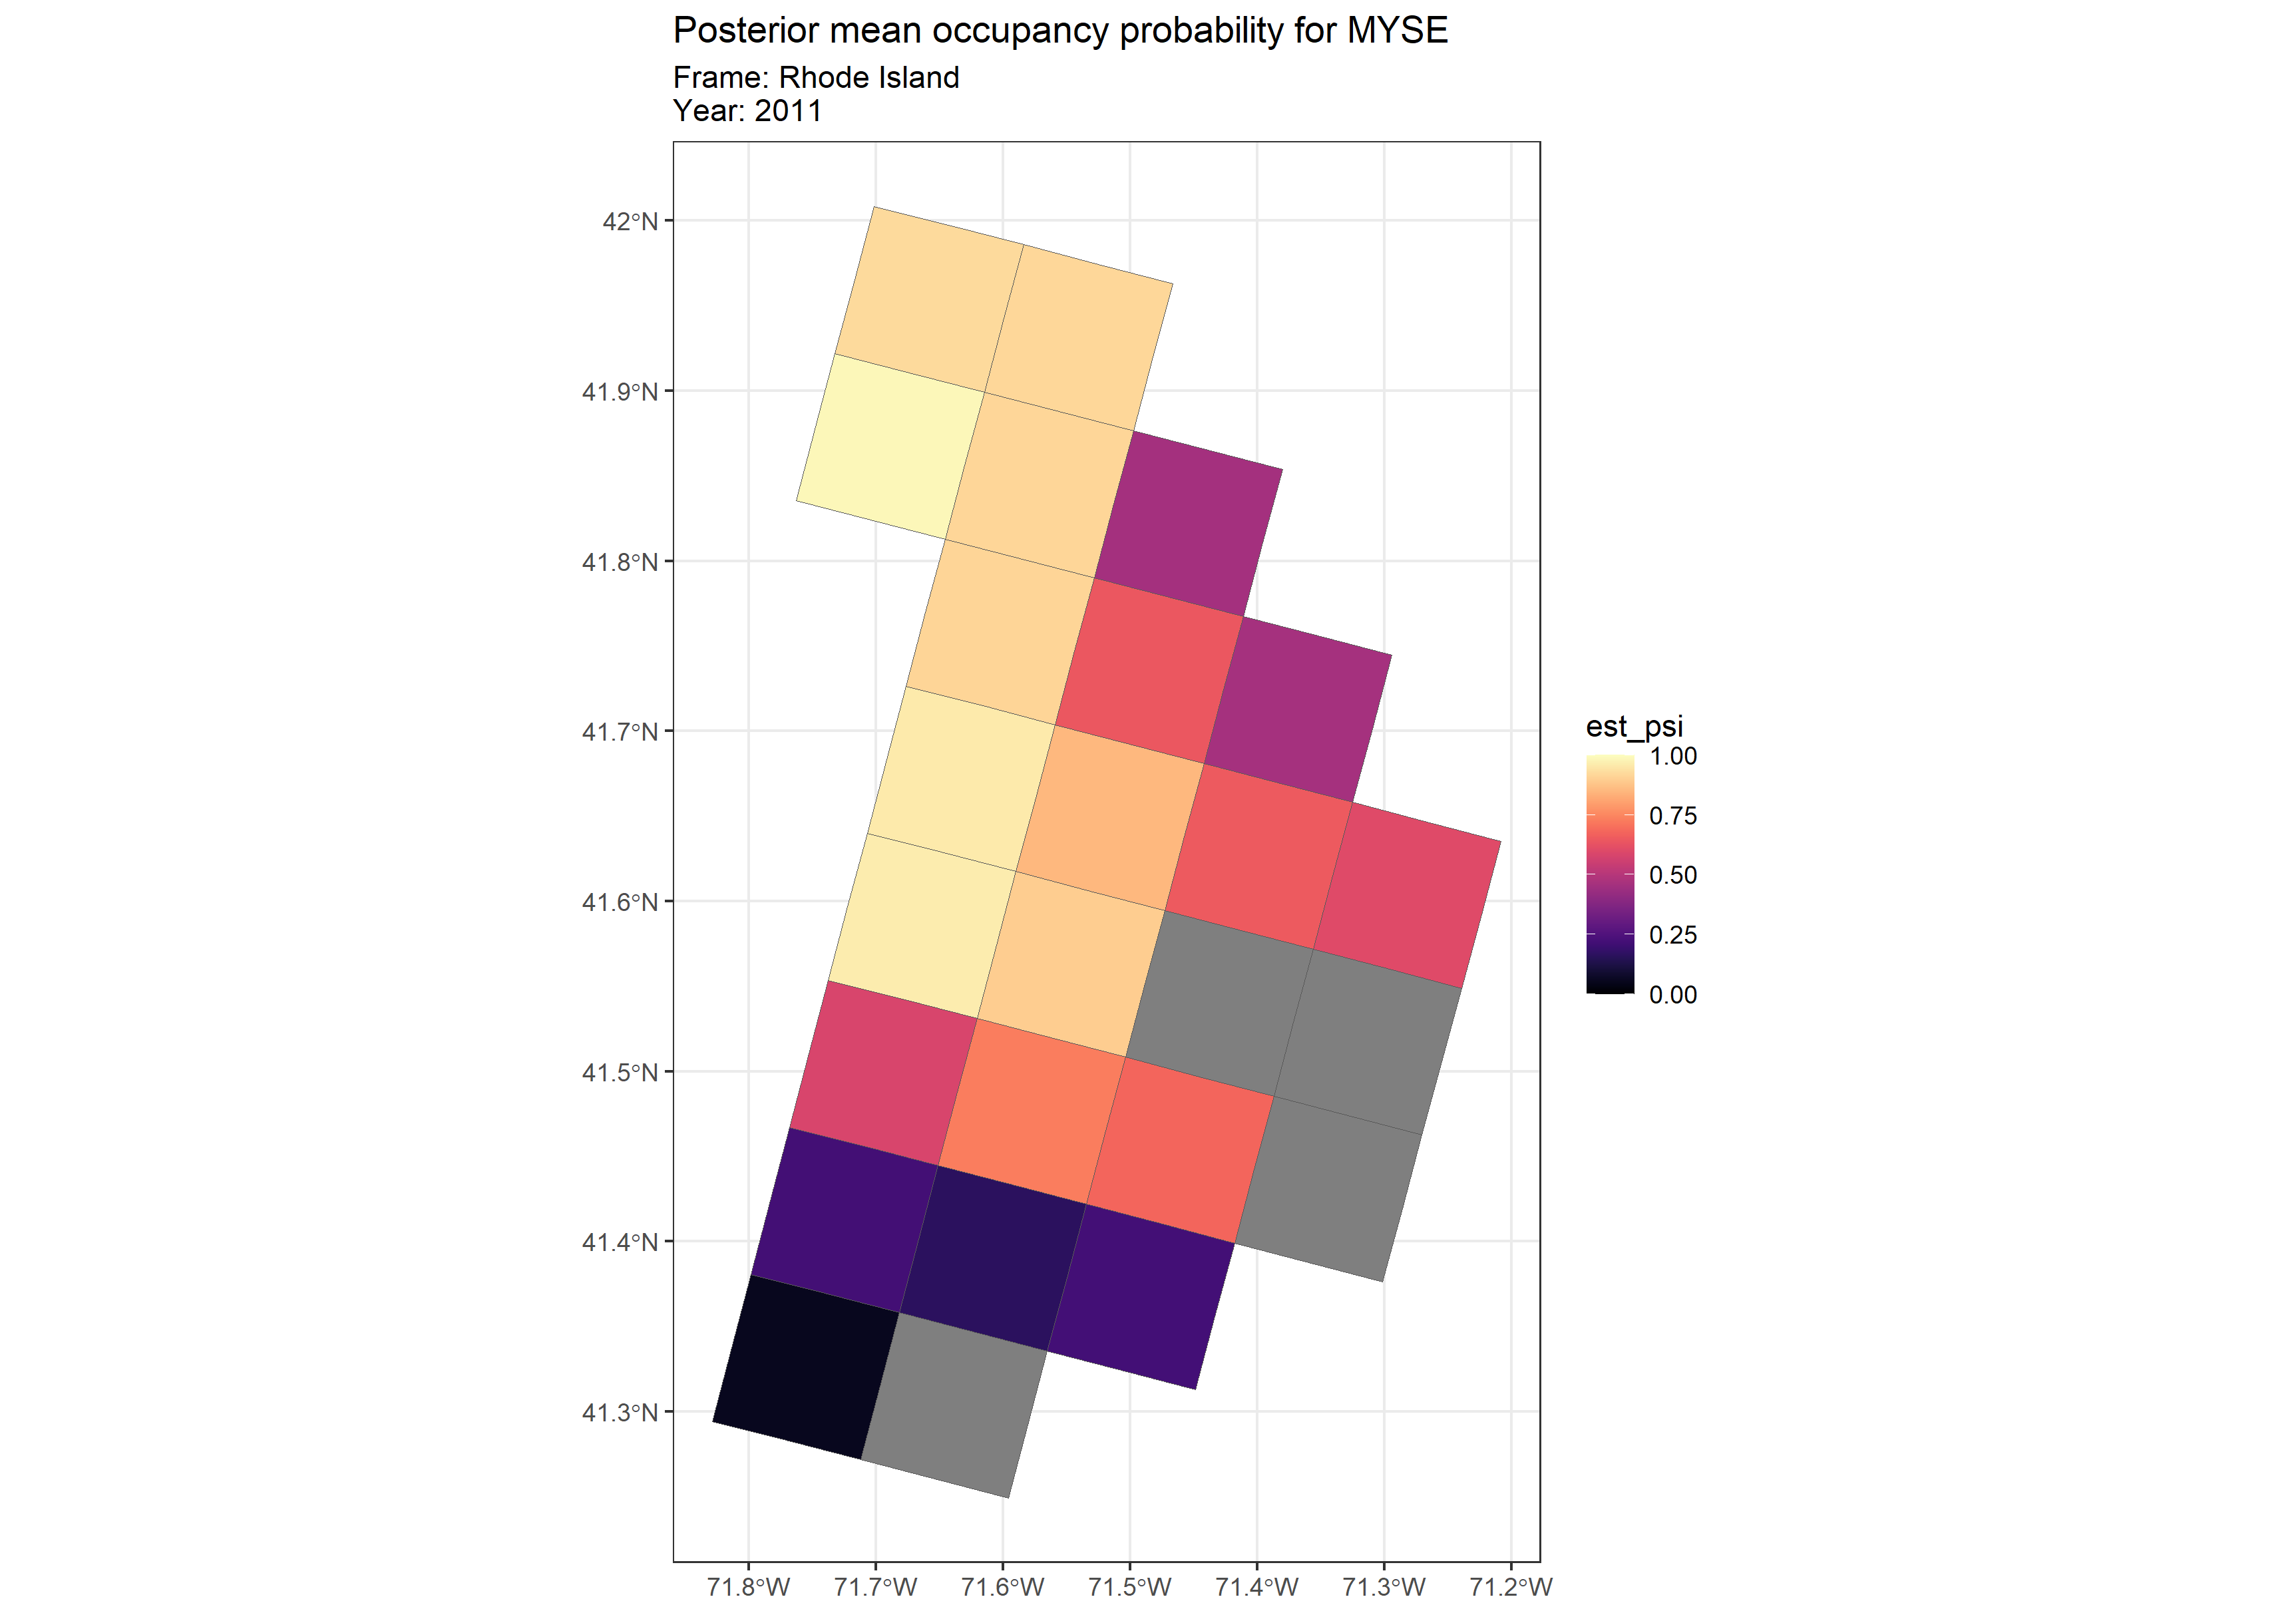 Posterior mean occupancy probability for MYSE
Frame: Rhode Island
Year: 2011
42°N
41.9°N
41.8°N
41.7°N
41.6°N
41.5°N
41.4°N
41.3°N
71.8°W
71.7°W
71.6°W
71.5°W
71.4°W
71.3°W
71.2°W
est_psi
1.00
0.75
0.50
0.25
0.00